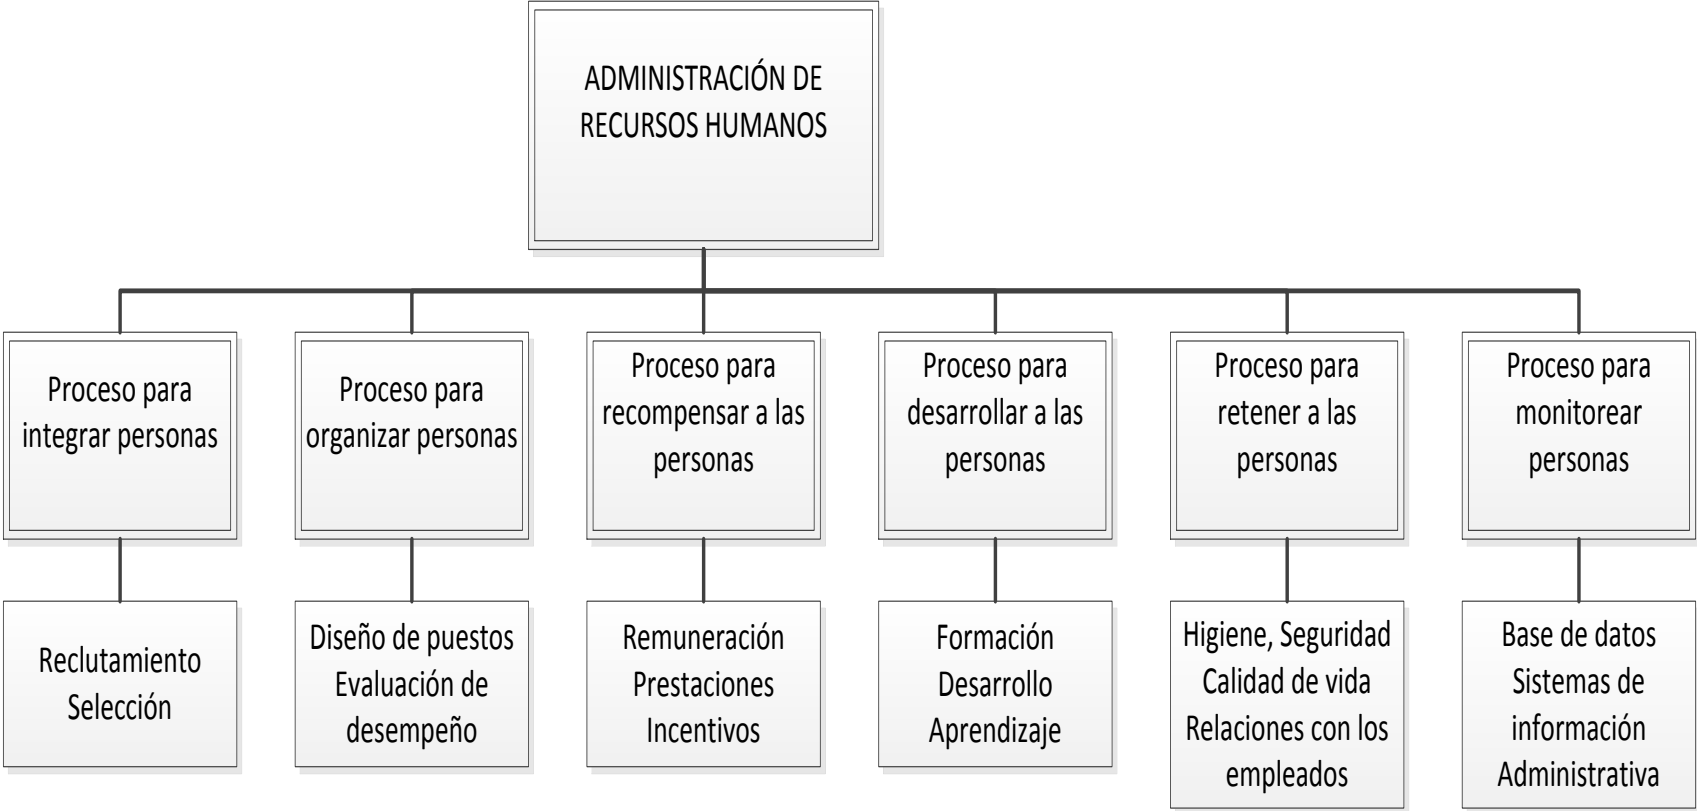 ADMINISTRACIÓN DE
RECURSOS HUMANOS
Proceso para
integrar personas
Proceso para
organizar personas
Proceso para
recompensar a las
personas
Proceso para
desarrollar a las
personas
Proceso para
retener a las
personas
Proceso para
monitorear
personas
Reclutamiento
Selección
Diseño de puestos
Evaluación de
desempeño
Remuneración
Prestaciones
Incentivos
Formación
Desarrollo
Aprendizaje
Higiene, Seguridad
Calidad de vida
Relaciones con los
empleados
Base de datos
Sistemas de
información
Administrativa